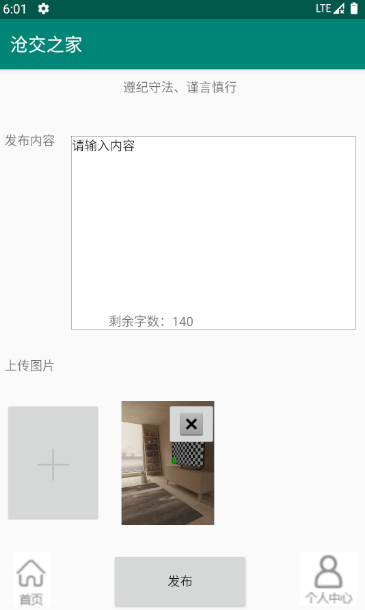 6:01 LTE
沧交之家
遵纪守法、谨言慎行
发布内容
请输入内容
剩余字数：140
上传图片
发布
首页
个人中心